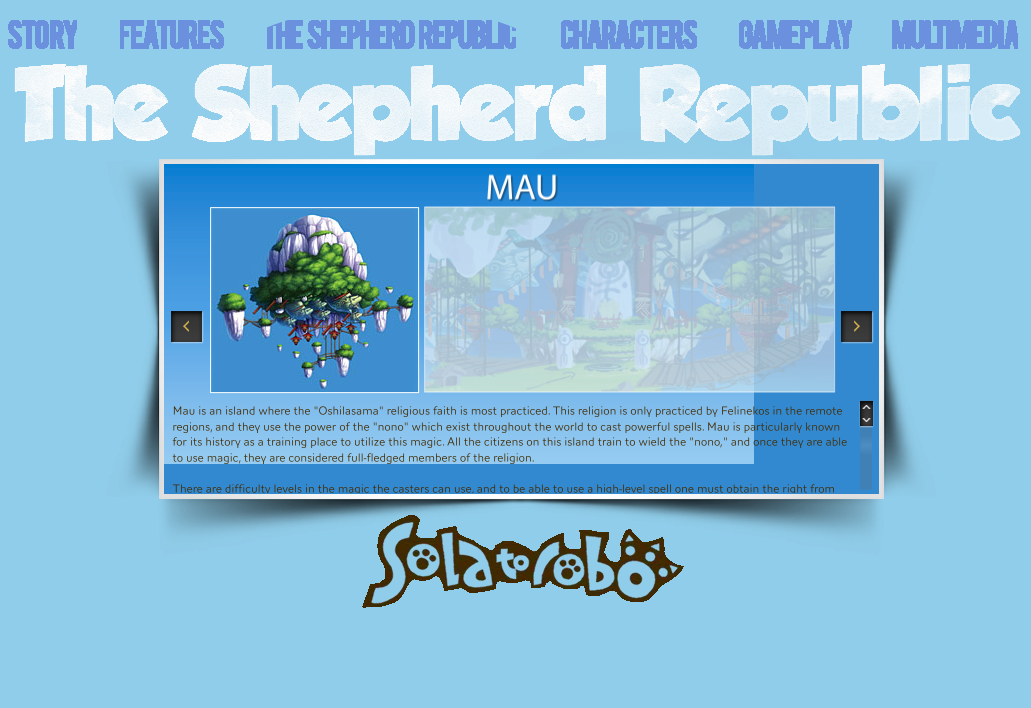 STORY FEATURES THE SHEPHERD REPUBLIC CHARACTERS GAMEPLAY MULTIMEDIA
The Shepherd Republic
MAU
Mau is an island where the "Oshilasama" religious faith is most practiced. This religion is only practiced by Felinekos in the remote
regions, and they use the power of the "nono" which exist throughout the world to cast powerful spells. Mau is particularly known
for its history as a training place to utilize this magic. All the citizens on this island train to wield the "nono," and once they are able
to use magic, they are considered full-fledged members of the religion.
There are difficulty levels in the magic the casters can use, and to be able to use a high-level spell one must obtain the right from
Solatorobo